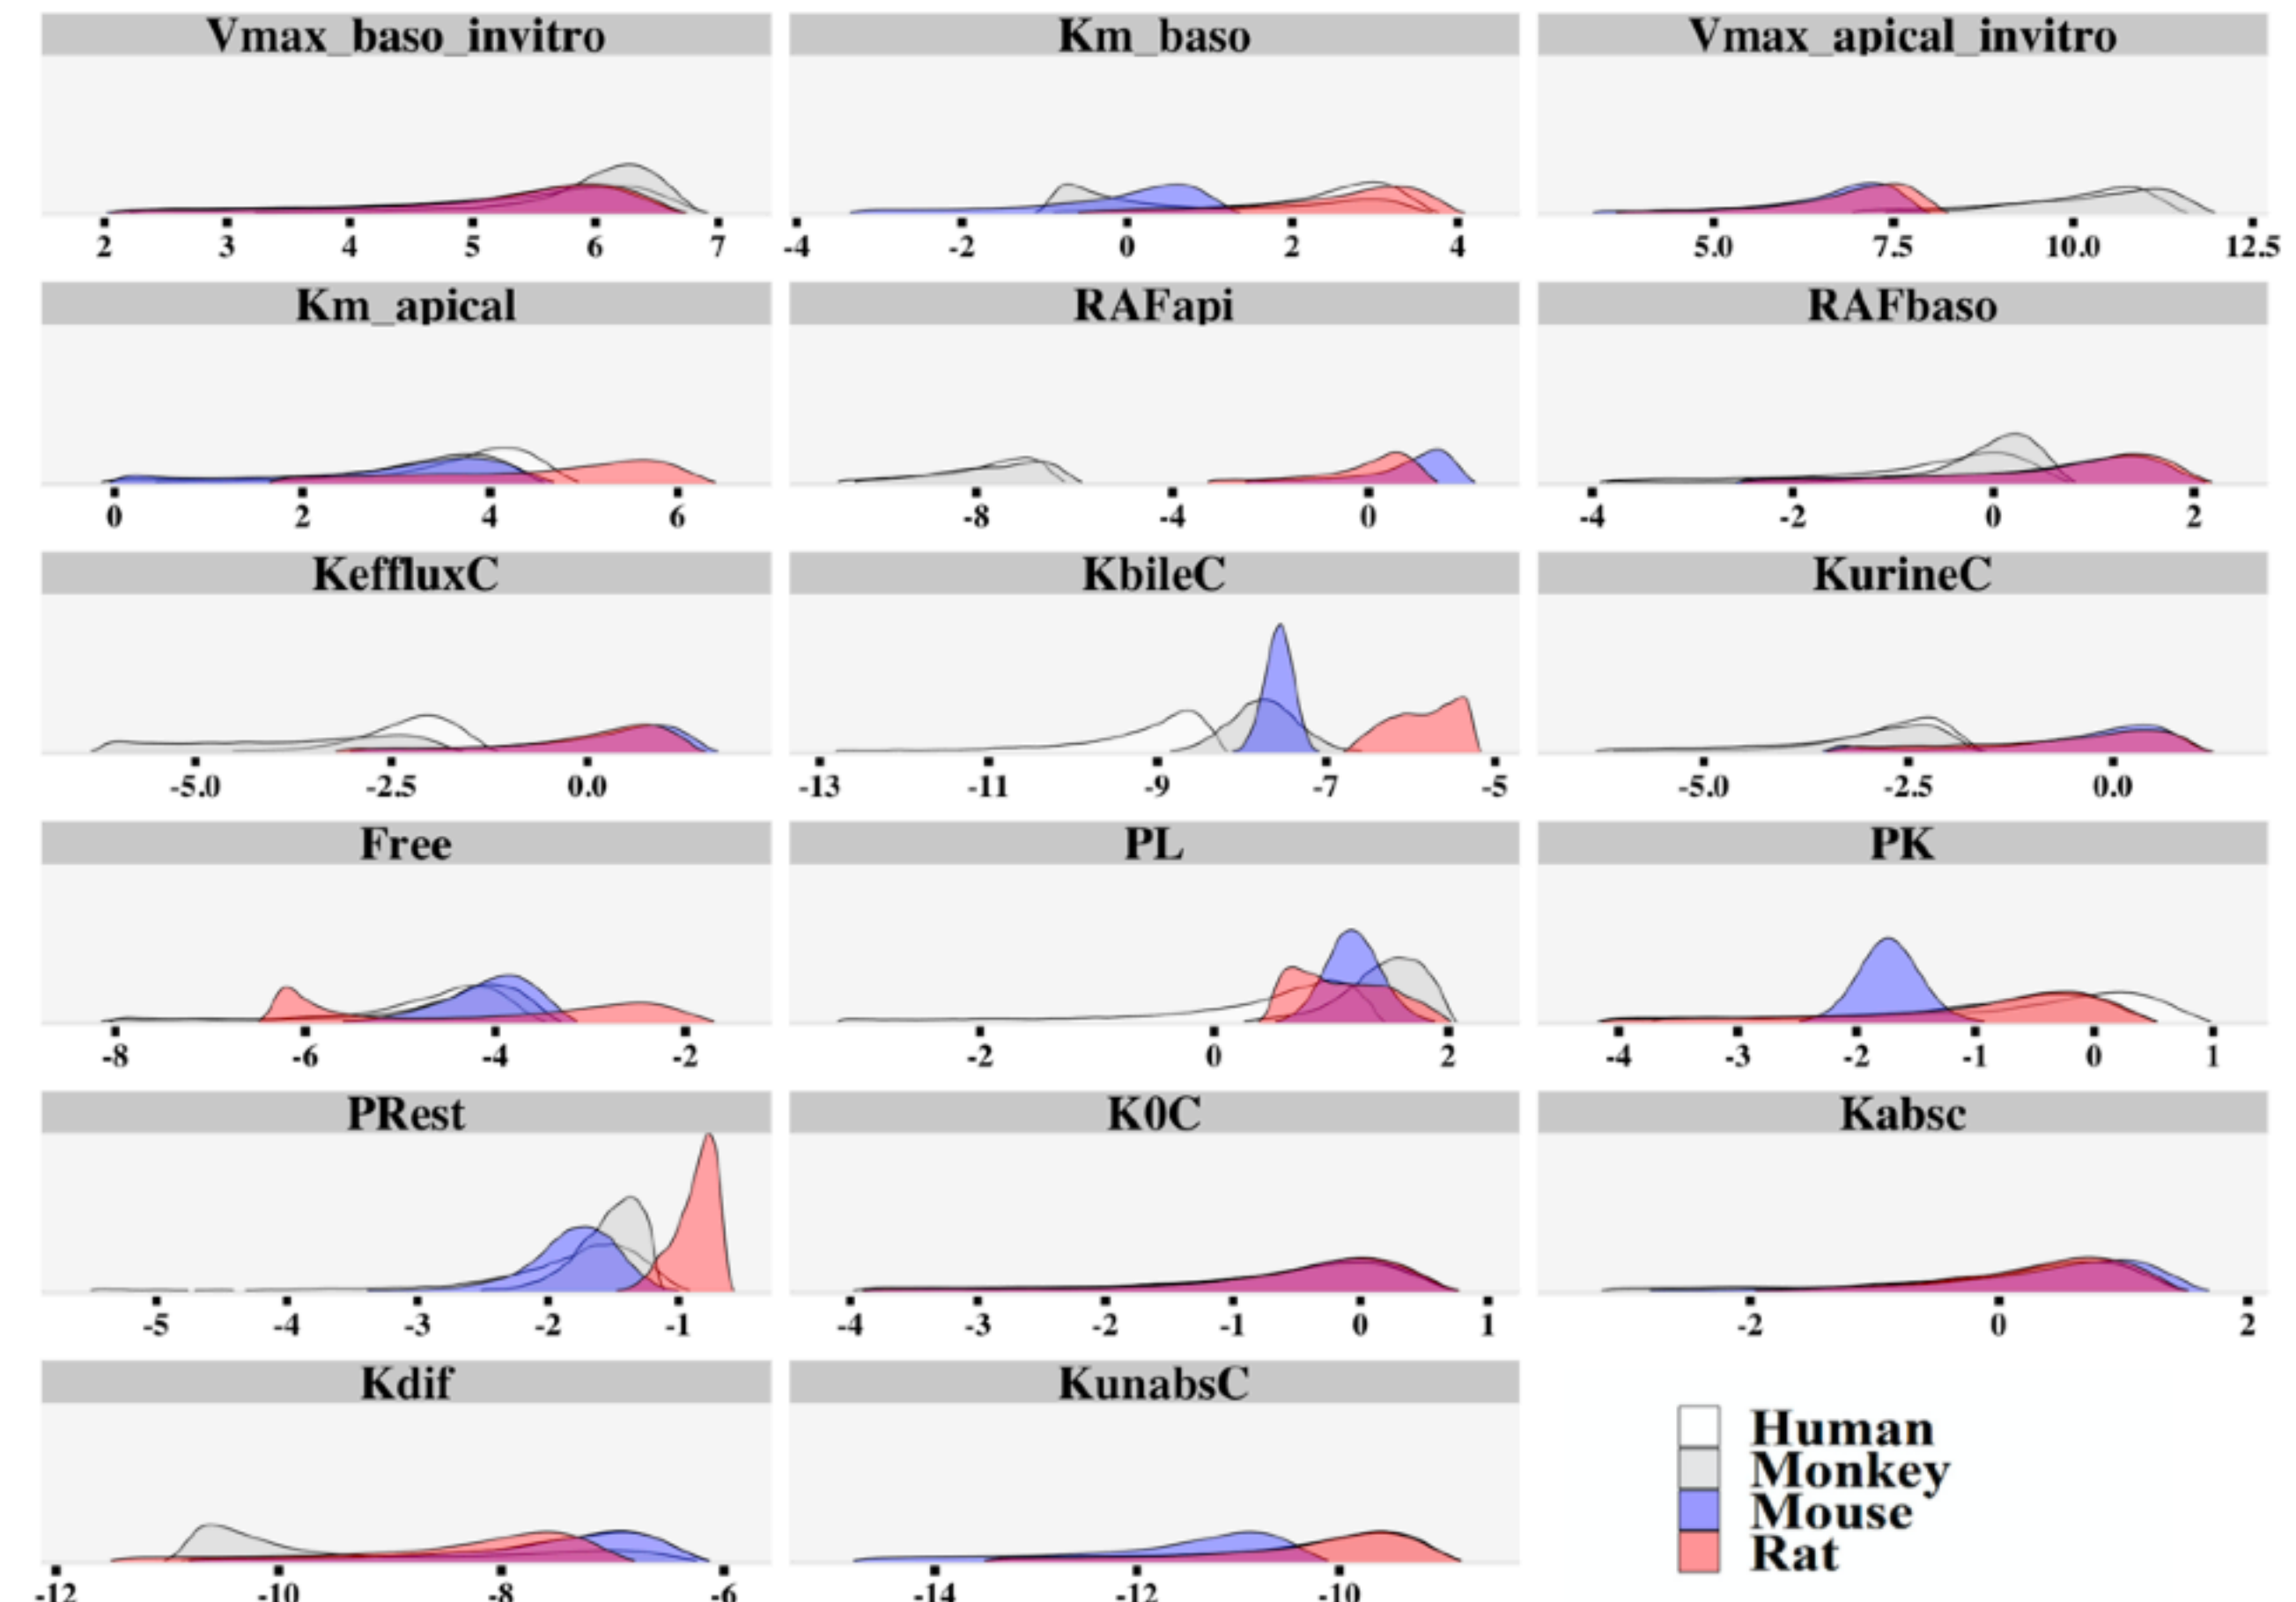 Vmax_baso_invitro Km_baso Vmax_apical_invitro
2 3 4 5 6 7 -4 -2 0 2 4 5.0 7.5 10.0 12.5
Km_apical RAFapi RAFbaso
0 2 4 6 -8 -4 0 -4 -2 0 2
KeffluxC KbileC KurineC
-5.0 -2.5 0.0 -13 -11 -9 -7 -5 -5.0 -2.5 0.0
Free PL PK
-8 -6 -4 -2 -2 0 2 -4 -3 -2 -1 0 1
PRest K0C Kabsc
-5 -4 -3 -2 -1 -4 -3 -2 -1 0 1 -2 0 2
Kdif KunabsC
-12 -10 -8 -6 -14 -12 -10
Human
Monkey
Mouse
Rat